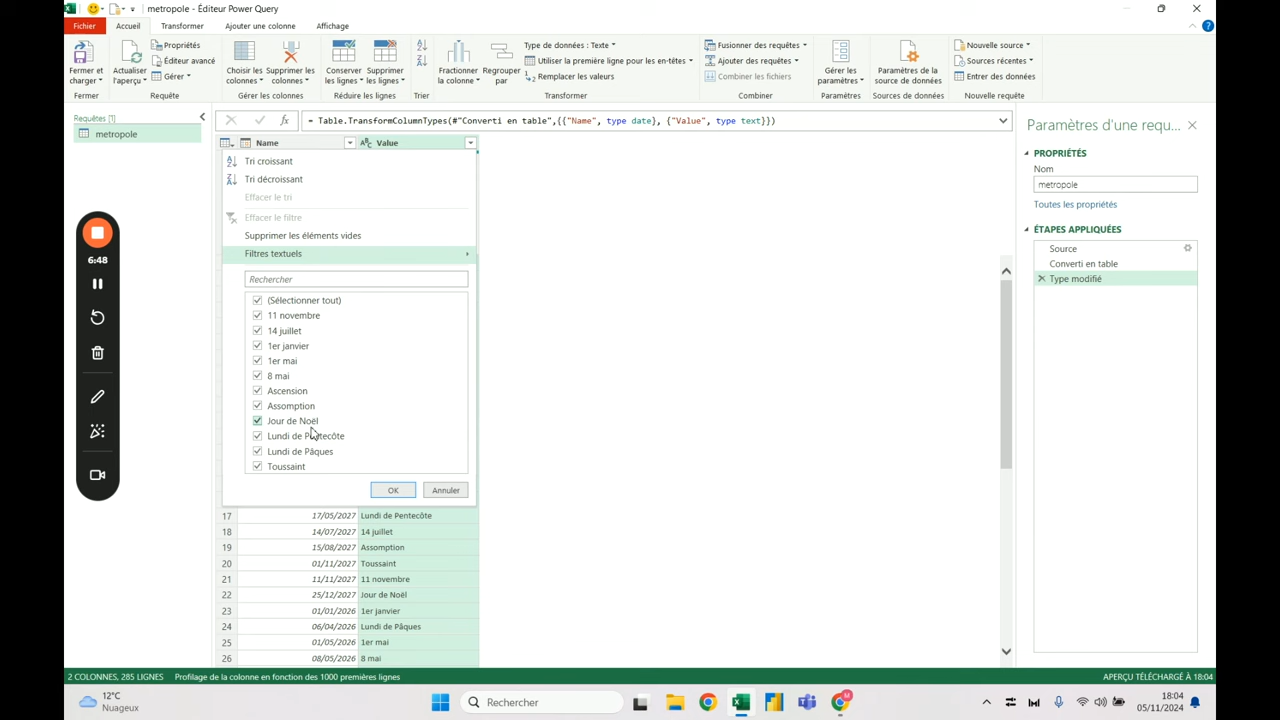 metropole - Éditeur Power Query
Fichier Accueil Transformer Ajouter une colonne Affichage
Fermer et charger
Fermer
Actualiser l'aperçu
Propriétés
Éditeur avancé
Gérer
Requête
Choisir les colonnes
Supprimer les colonnes
Gérer les colonnes
Conserver les lignes
Supprimer les lignes
Réduire les lignes
Trier
Fractionner la colonne
Regrouper par
Type de données : Texte
Utiliser la première ligne pour les en-têtes
Remplacer les valeurs
Transformer
Fusionner des requêtes
Ajouter des requêtes
Combiner les fichiers
Combiner
Gérer les paramètres
Paramètres
Paramètres de la source de données
Sources de données
Nouvelle source
Sources récentes
Entrer des données
Nouvelle requête
Requêtes [1]
metropole
= Table.TransformColumnTypes(#"Converti en table",{{"Name", type date}, {"Value", type text}})
Name ABC Value
Tri croissant
Tri décroissant
Effacer le tri
Effacer le filtre
Supprimer les éléments vides
Filtres textuels
Rechercher
(Sélectionner tout)
11 novembre
14 juillet
1er janvier
1er mai
8 mai
Ascension
Assomption
Jour de Noël
Lundi de Pentecôte
Lundi de Pâques
Toussaint
OK Annuler
17 17/05/2027 Lundi de Pentecôte
18 14/07/2027 14 juillet
19 15/08/2027 Assomption
20 01/11/2027 Toussaint
21 11/11/2027 11 novembre
22 25/12/2027 Jour de Noël
23 01/01/2026 1er janvier
24 06/04/2026 Lundi de Pâques
25 01/05/2026 1er mai
26 08/05/2026 8 mai
6:48
Paramètres d'une requ...
PROPRIÉTÉS
Nom
metropole
Toutes les propriétés
ÉTAPES APPLIQUÉES
Source
Converti en table
Type modifié
2 COLONNES, 285 LIGNES Profilage de la colonne en fonction des 1000 premières lignes
APERÇU TÉLÉCHARGÉ À 18:04
12°C
Nuageux
Rechercher
18:04
05/11/2024